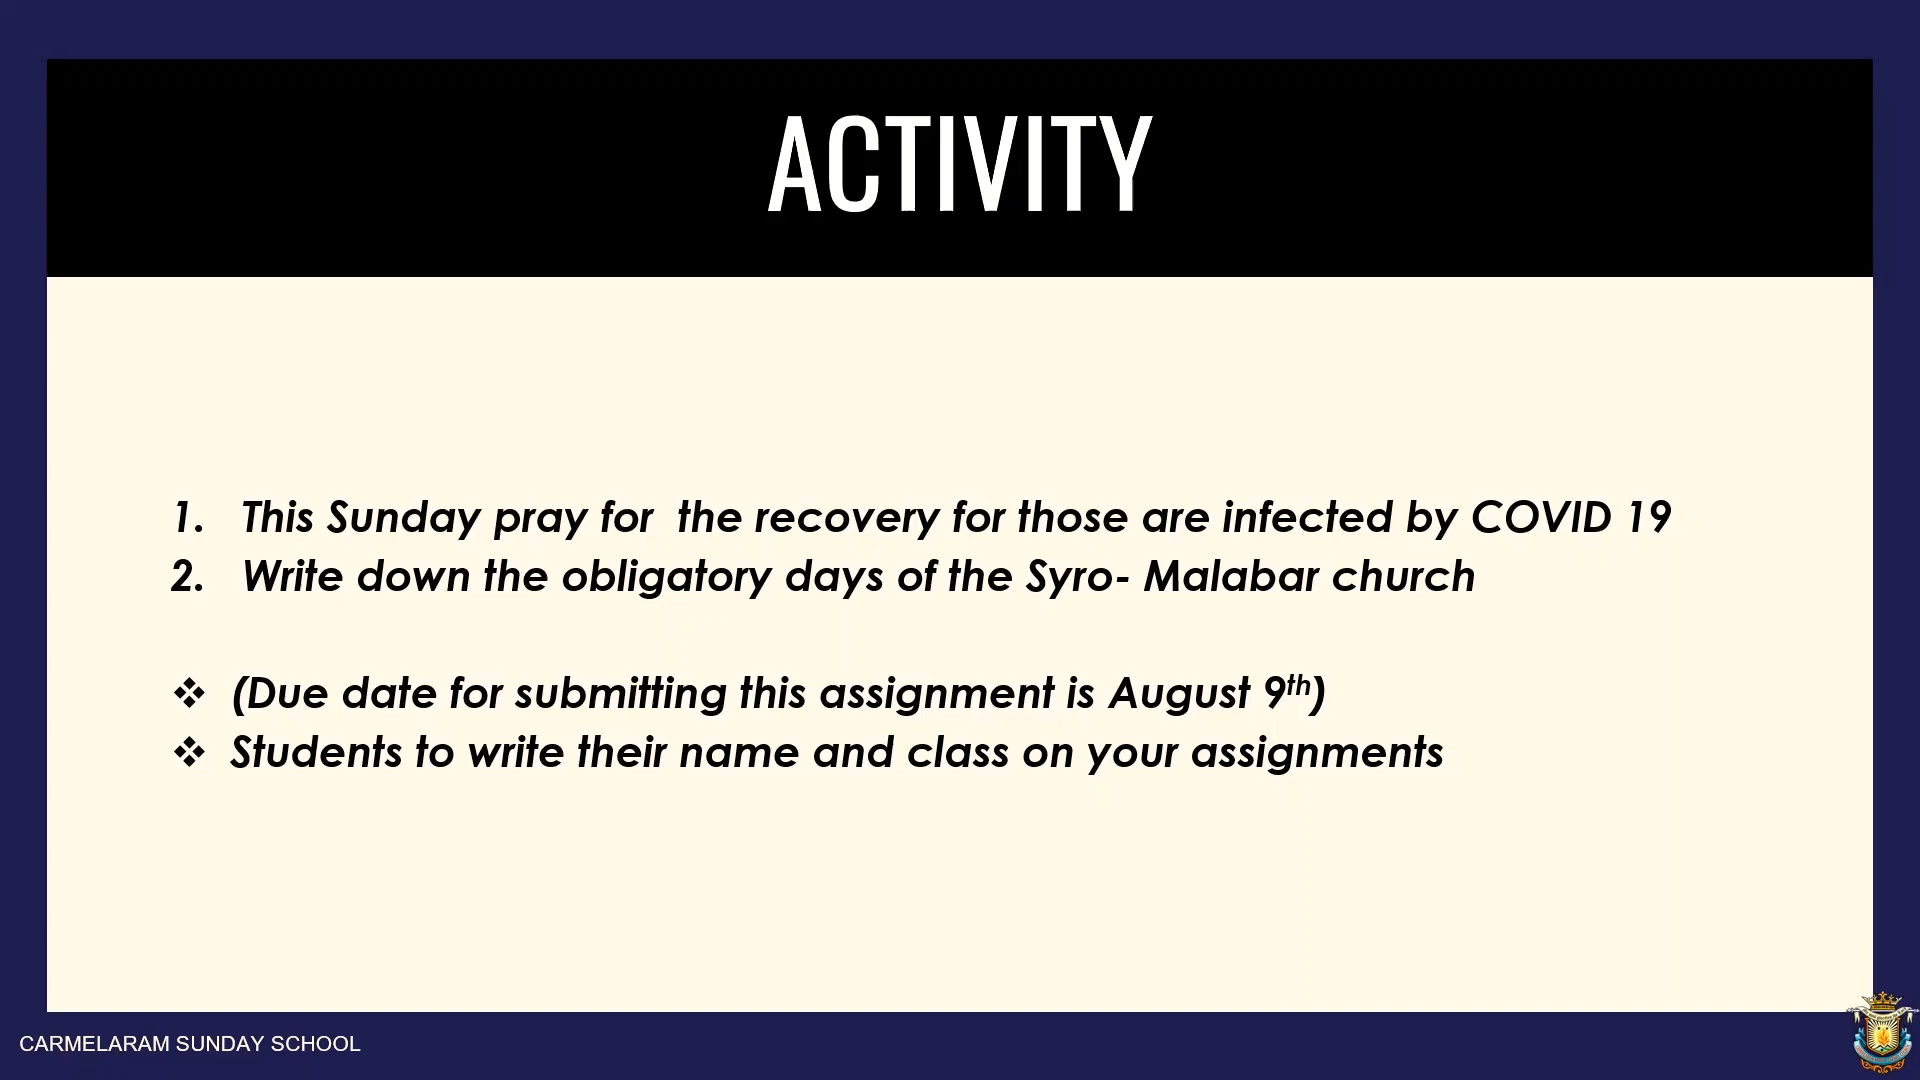 ACTIVITY
1. This Sunday pray for the recovery for those are infected by COVID 19
2. Write down the obligatory days of the Syro- Malabar church
❖ (Due date for submitting this assignment is August 9th)
❖ Students to write their name and class on your assignments
CARMELARAM SUNDAY SCHOOL